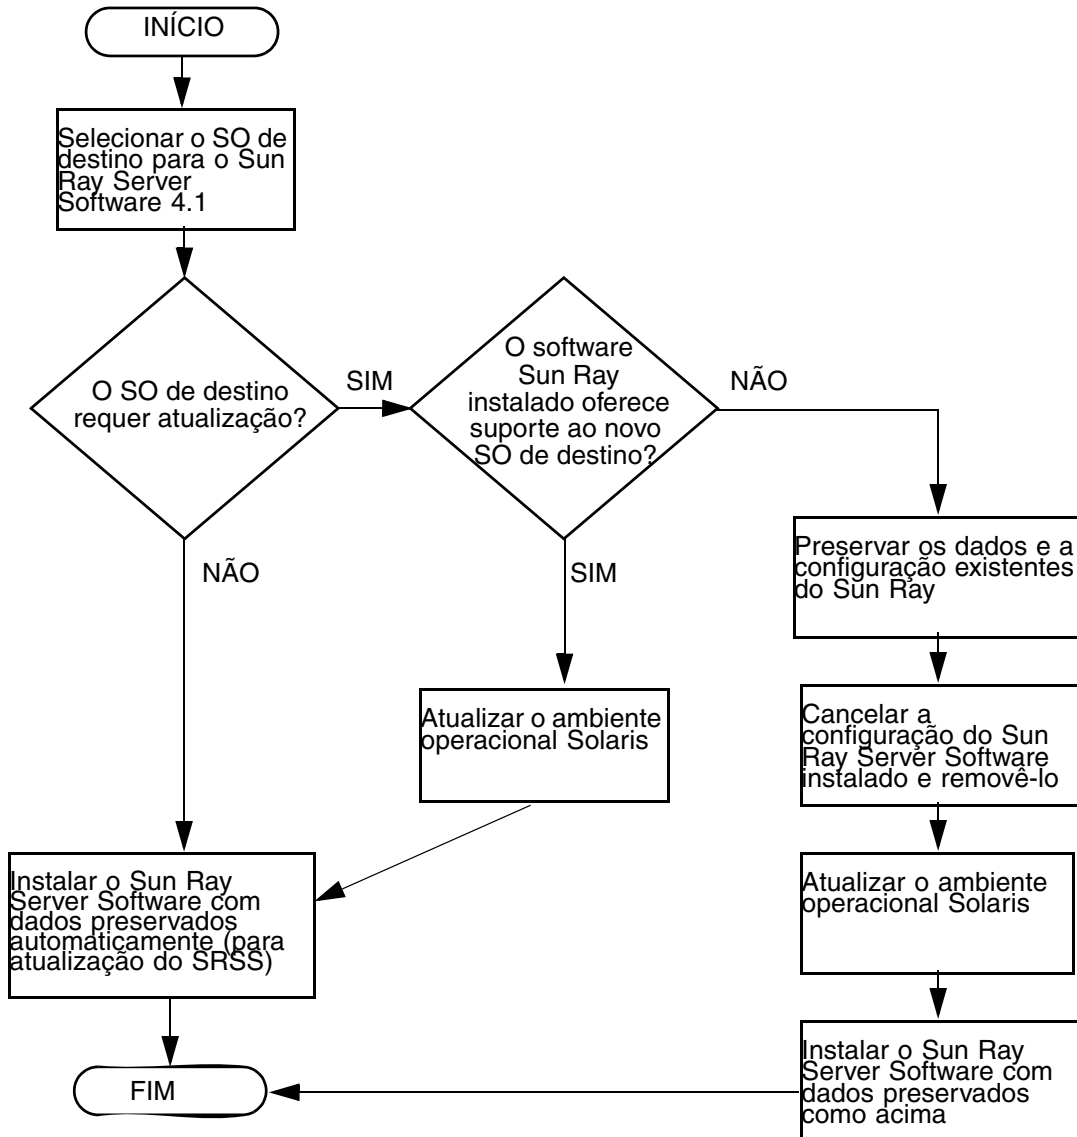 INÍCIO
Selecionar o SO de
destino para o Sun
Ray Server
Software 4.1
O SO de destino
requer atualização?
SIM
O software
Sun Ray
instalado oferece
suporte ao novo
SO de destino?
NÃO
NÃO
SIM
Preservar os dados e a
configuração existentes
do Sun Ray
Atualizar o ambiente
operacional Solaris
Cancelar a
configuração do Sun
Ray Server Software
instalado e removê-lo
Instalar o Sun Ray
Server Software com
dados preservados
automáticamente (para
atualização do SRSS)
Atualizar o ambiente
operacional Solaris
FIM
Instalar o Sun Ray
Server Software com
dados preservados
como acima